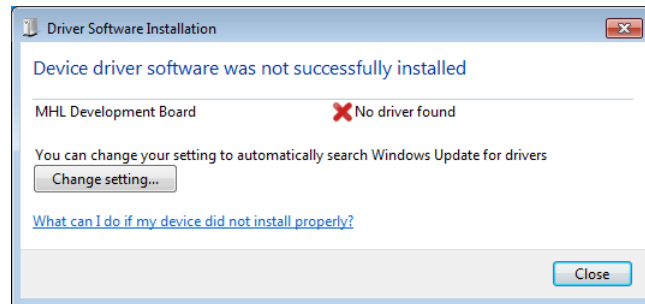 Driver Software Installation
Device driver software was not successfully installed
MHL Development Board No driver found
You can change your setting to automatically search Windows Update for drivers
Change setting...
What can I do if my device did not install properly?
Close